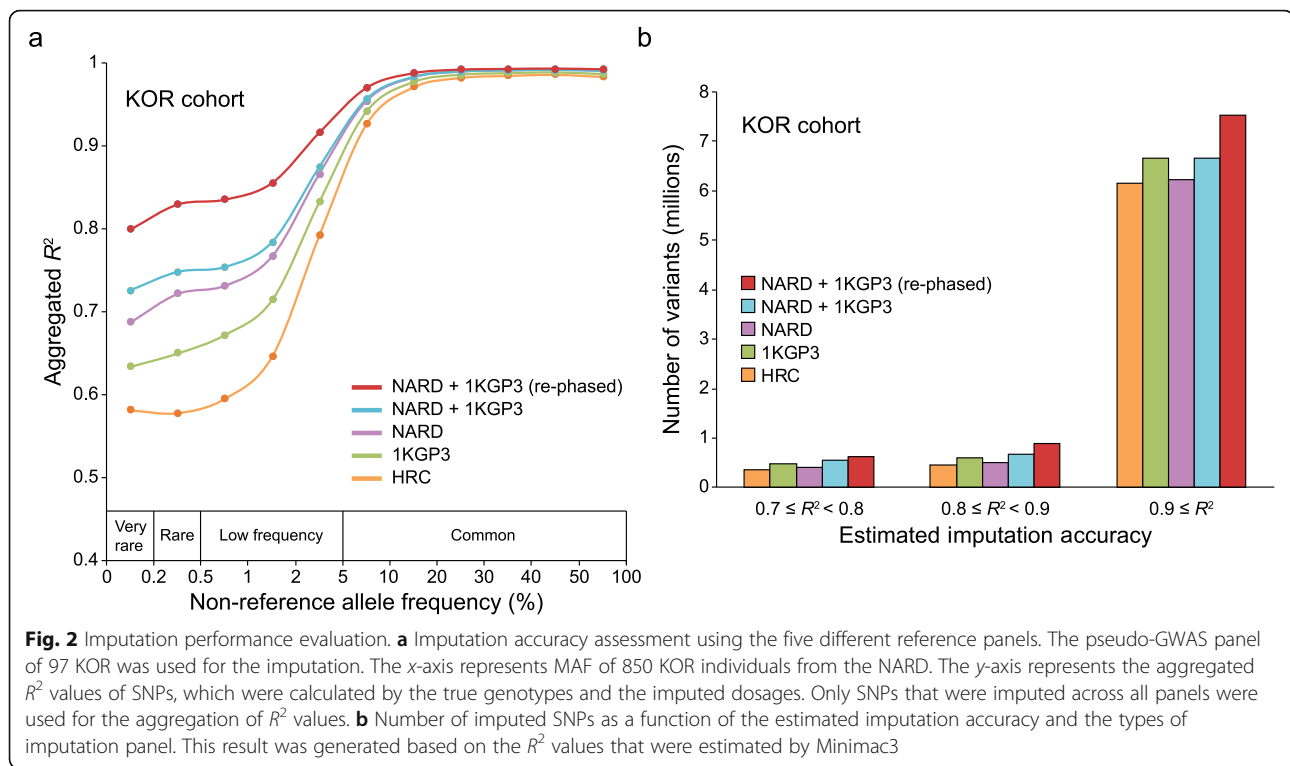 a
KOR cohort
Aggregated R²
1
0.9
0.8
0.7
0.6
0.5
0.4
NARD + 1KGP3 (re-phased)
NARD + 1KGP3
NARD
1KGP3
HRC
Very rare
Rare
Low frequency
Common
0 0.2 0.5 1 2 5 10 20 30 40 50 100
Non-reference allele frequency (%)
b
KOR cohort
Number of variants (millions)
8
7
6
5
4
3
2
1
0
NARD + 1KGP3 (re-phased)
NARD + 1KGP3
NARD
1KGP3
HRC
0.7 ≤ R² < 0.8 0.8 ≤ R² < 0.9 0.9 ≤ R²
Estimated imputation accuracy
Fig. 2 Imputation performance evaluation. a Imputation accuracy assessment using the five different reference panels. The pseudo-GWAS panel
of 97 KOR was used for the imputation. The x-axis represents MAF of 850 KOR individuals from the NARD. The y-axis represents the aggregated
R² values of SNPs, which were calculated by the true genotypes and the imputed dosages. Only SNPs that were imputed across all panels were
used for the aggregation of R² values. b Number of imputed SNPs as a function of the estimated imputation accuracy and the types of
imputation panel. This result was generated based on the R² values that were estimated by Minimac3